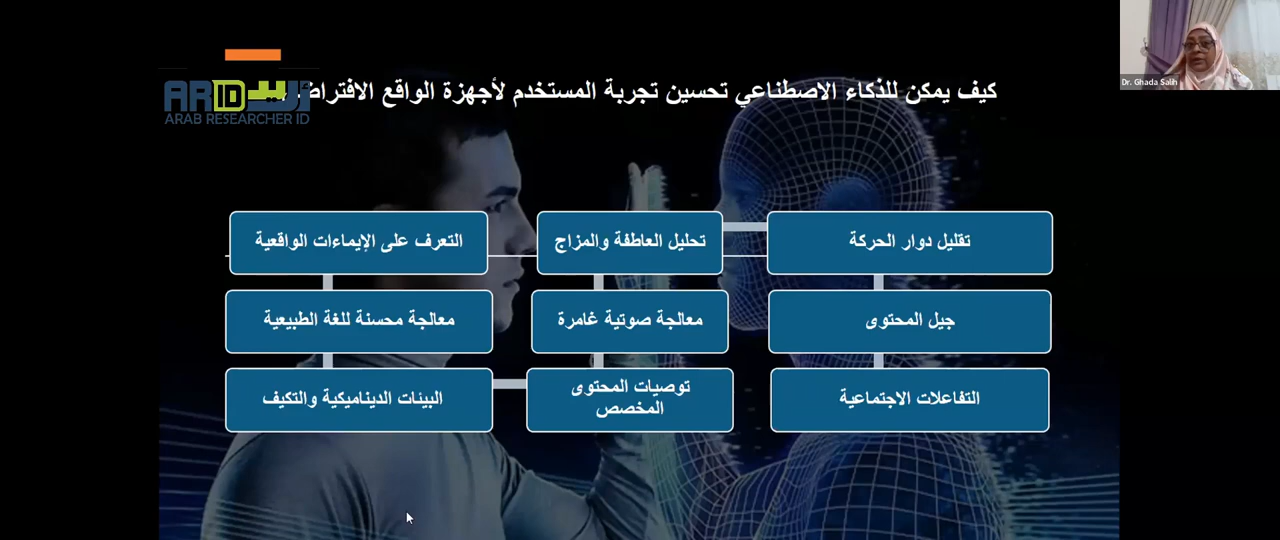 كيف يمكن للذكاء الاصطناعي تحسين تجربة المستخدم لأجهزة الواقع
ARID أريد
ARAB RESEARCHER ID
Dr. Ghada Salih
تقليل دوار الحركة
تحليل العاطفة والمزاج
التعرف على الإيماءات الواقعية
جيل المحتوى
معالجة صوتية غامرة
معالجة محسنة للغة الطبيعية
التفاعلات الاجتماعية
توصيات المحتوى
المخصص
البيئات الديناميكية والتكيف